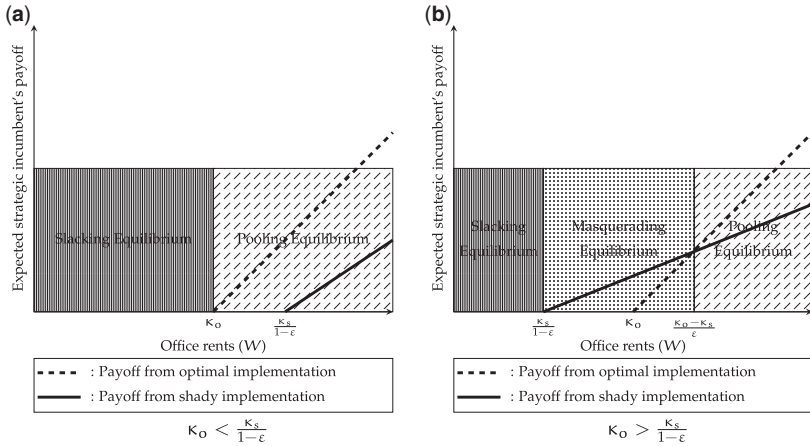 (a)
Expected strategic incumbent's payoff
Slacking Equilibrium
Pooling Equilibrium
κₒ
κₛ/(1−ε)
Office rents (W)
: Payoff from optimal implementation
: Payoff from shady implementation
κₒ < κₛ/(1−ε)
(b)
Expected strategic incumbent's payoff
Slacking
Equilibrium
Masquerading
Equilibrium
Pooling
Equilibrium
κₛ/(1−ε)
κₒ
(κₒ−κₛ)/ε
Office rents (W)
: Payoff from optimal implementation
: Payoff from shady implementation
κₒ > κₛ/(1−ε)